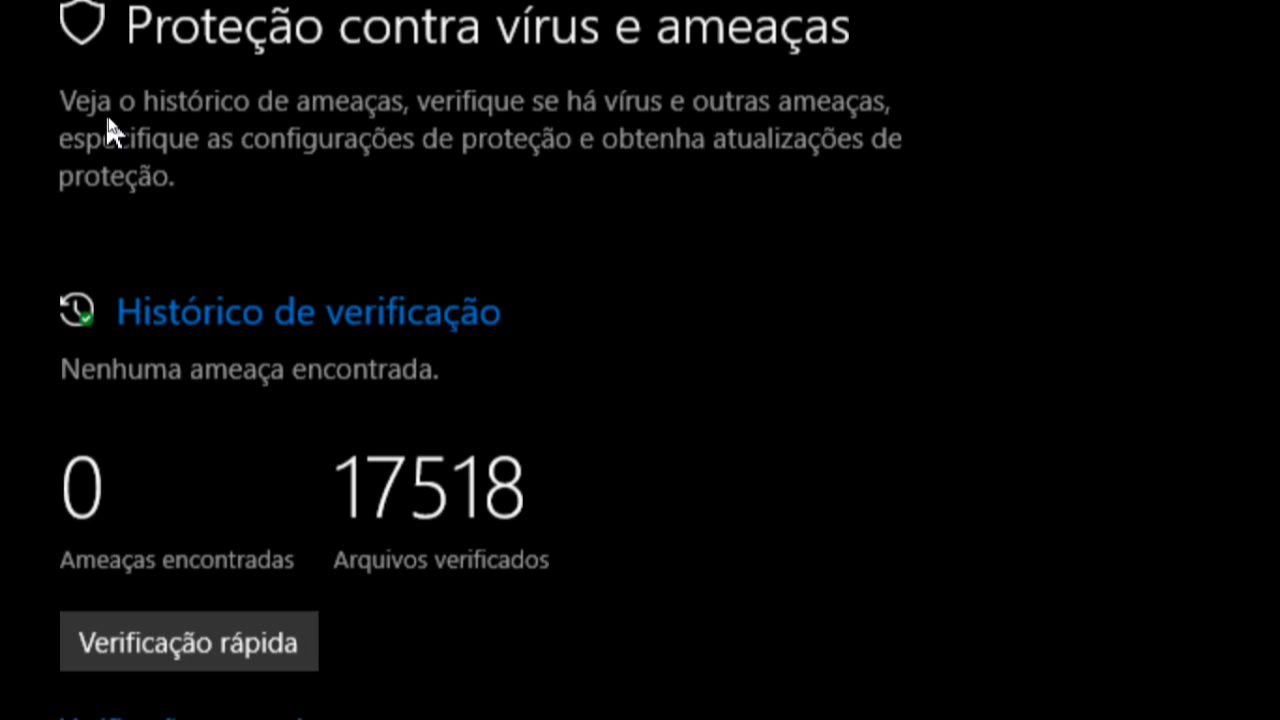 Proteção contra vírus e ameaças
Veja o histórico de ameaças, verifique se há vírus e outras ameaças,
especifique as configurações de proteção e obtenha atualizações de
proteção.
Histórico de verificação
Nenhuma ameaça encontrada.
0 17518
Ameaças encontradas Arquivos verificados
Verificação rápida